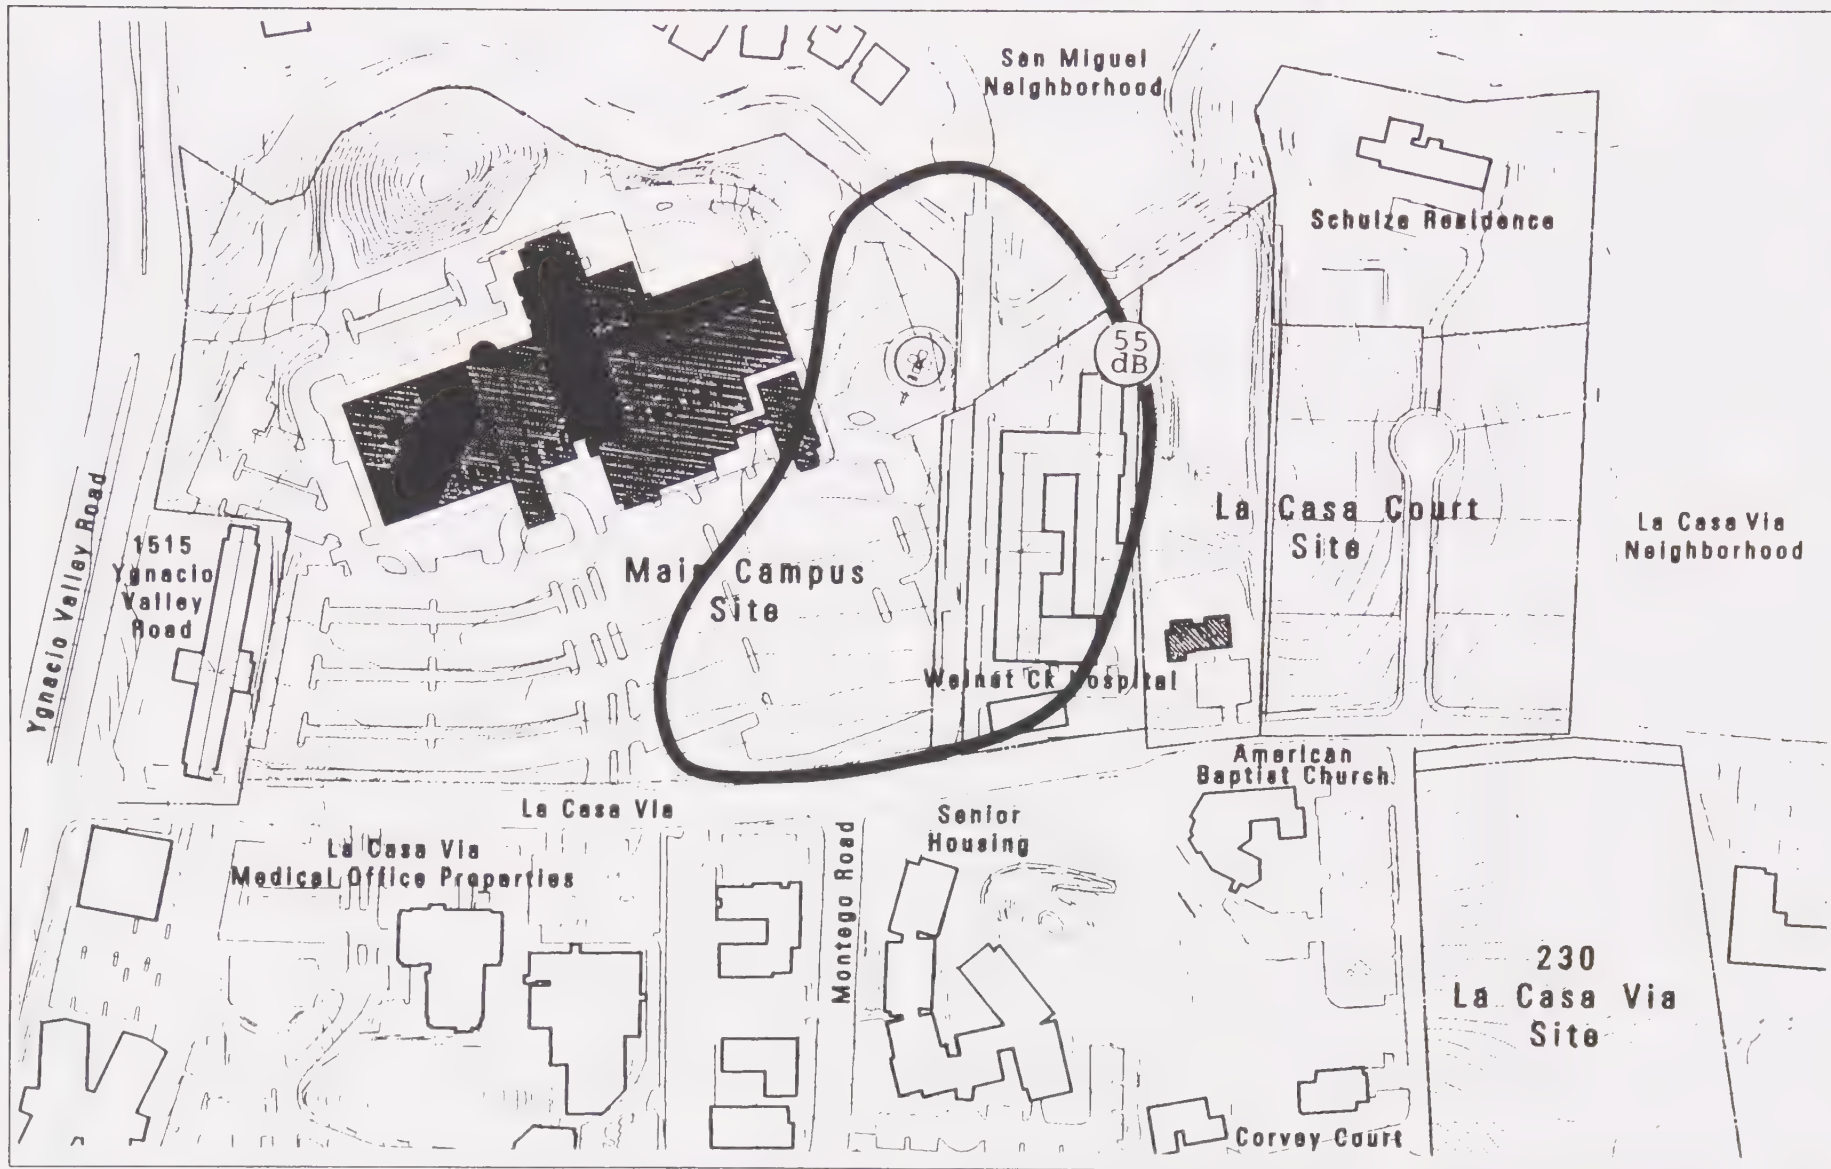 San Miguel
Neighborhood
Schulze Residence
55
dB
Ygnacio Valley Road
1515
Ygnacio
Valley
Road
Main Campus
Site
La Casa Court
Site
La Casa Via
Neighborhood
Walnut Ck Hospital
American
Baptist Church
La Casa Via
Senior
Housing
La Casa Via
Medical Office Properties
Montego Road
230
La Casa Via
Site
Corvey Court